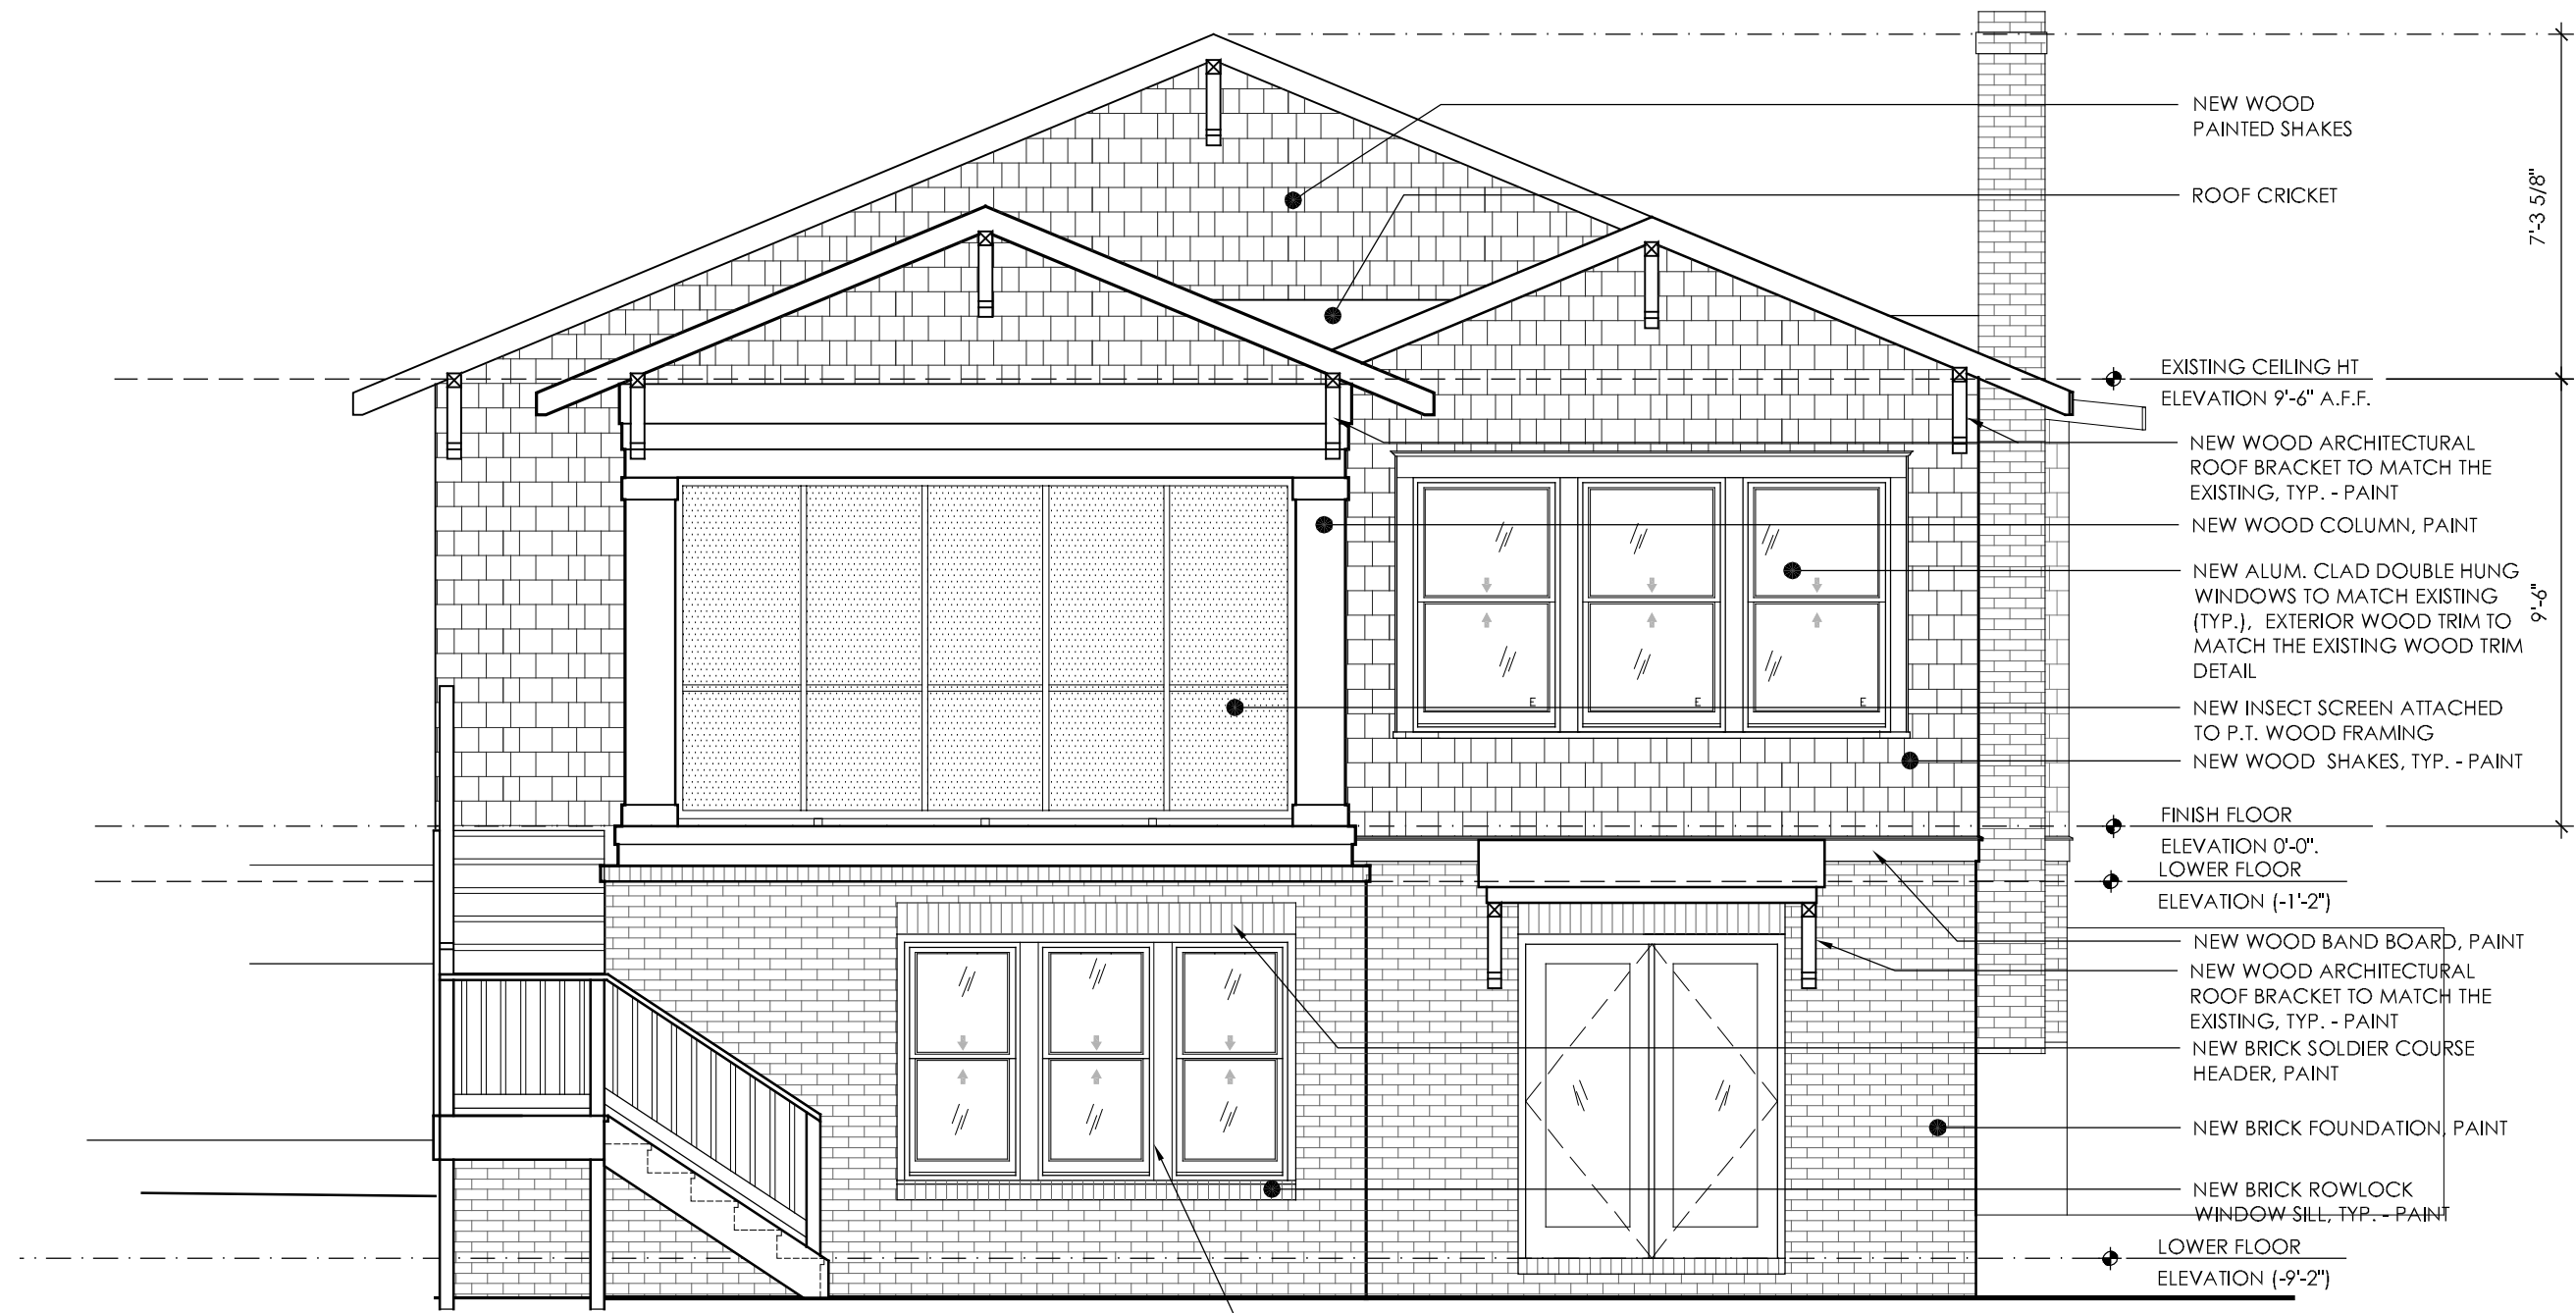 NEW WOOD
PAINTED SHAKES
ROOF CRICKET
7'-3 5/8"
EXISTING CEILING HT
ELEVATION 9'-6" A.F.F.
NEW WOOD ARCHITECTURAL
ROOF BRACKET TO MATCH THE
EXISTING, TYP. - PAINT
NEW WOOD COLUMN, PAINT
NEW ALUM. CLAD DOUBLE HUNG
WINDOWS TO MATCH EXISTING
(TYP.), EXTERIOR WOOD TRIM TO
MATCH THE EXISTING WOOD TRIM
DETAIL
9'-6"
E
E
E
NEW INSECT SCREEN ATTACHED
TO P.T. WOOD FRAMING
NEW WOOD SHAKES, TYP. - PAINT
FINISH FLOOR
ELEVATION 0'-0".
LOWER FLOOR
ELEVATION (-1'-2")
NEW WOOD BAND BOARD, PAINT
NEW WOOD ARCHITECTURAL
ROOF BRACKET TO MATCH THE
EXISTING, TYP. - PAINT
NEW BRICK SOLDIER COURSE
HEADER, PAINT
NEW BRICK FOUNDATION, PAINT
NEW BRICK ROWLOCK
WINDOW SILL, TYP. - PAINT
LOWER FLOOR
ELEVATION (-9'-2")